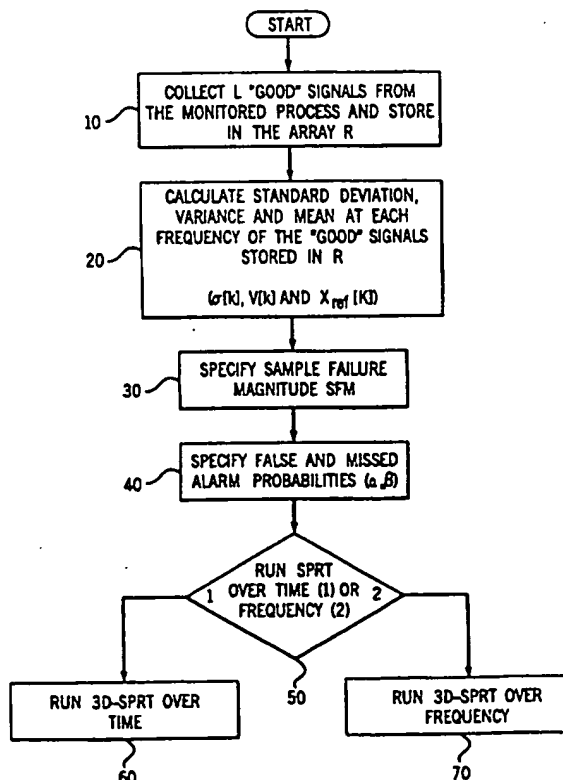 START
COLLECT L "GOOD" SIGNALS FROM
THE MONITORED PROCESS AND STORE
IN THE ARRAY R
10
CALCULATE STANDARD DEVIATION,
VARIANCE AND MEAN AT EACH
FREQUENCY OF THE "GOOD" SIGNALS
STORED IN R
20
(σ[k], V[k] AND X ref [K])
SPECIFY SAMPLE FAILURE
MAGNITUDE SFM
30
SPECIFY FALSE AND MISSED
ALARM PROBABILITIES (α,β)
40
RUN SPRT
1 OVER TIME (1) OR 2
FREQUENCY (2)
50
RUN 3D-SPRT OVER
TIME
60
RUN 3D-SPRT OVER
FREQUENCY
70